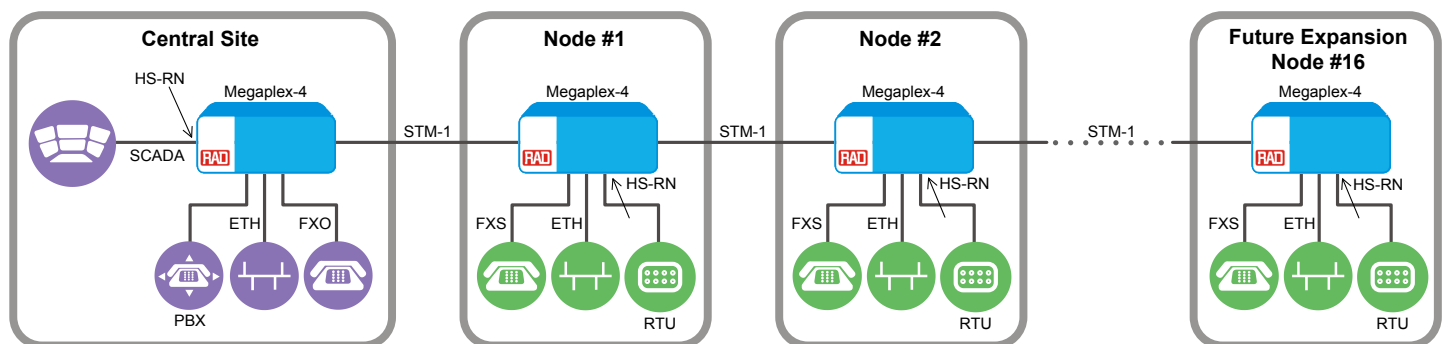 Central Site
HS-RN
Megaplex-4
RAD
SCADA
ETH
FXO
PBX
STM-1
Node #1
Megaplex-4
RAD
HS-RN
FXS
ETH
RTU
STM-1
Node #2
Megaplex-4
RAD
HS-RN
FXS
ETH
RTU
STM-1
Future Expansion
Node #16
Megaplex-4
RAD
HS-RN
FXS
ETH
RTU